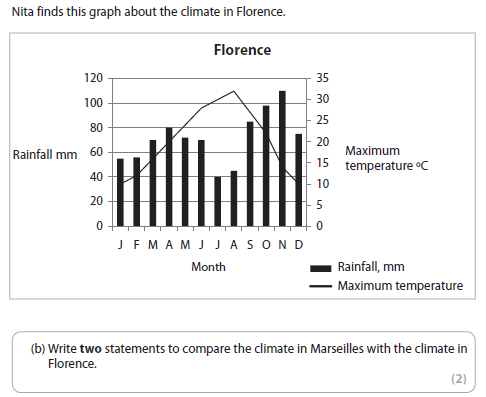 Nita finds this graph about the climate in Florence.
Florence
120
100
80
60
40
20
0
Rainfall mm
35
30
25
20
15
10
5
0
Maximum
temperature ºC
J F M A M J J A S O N D
Month
Rainfall, mm
Maximum temperature
(b) Write two statements to compare the climate in Marseilles with the climate in
Florence.
(2)